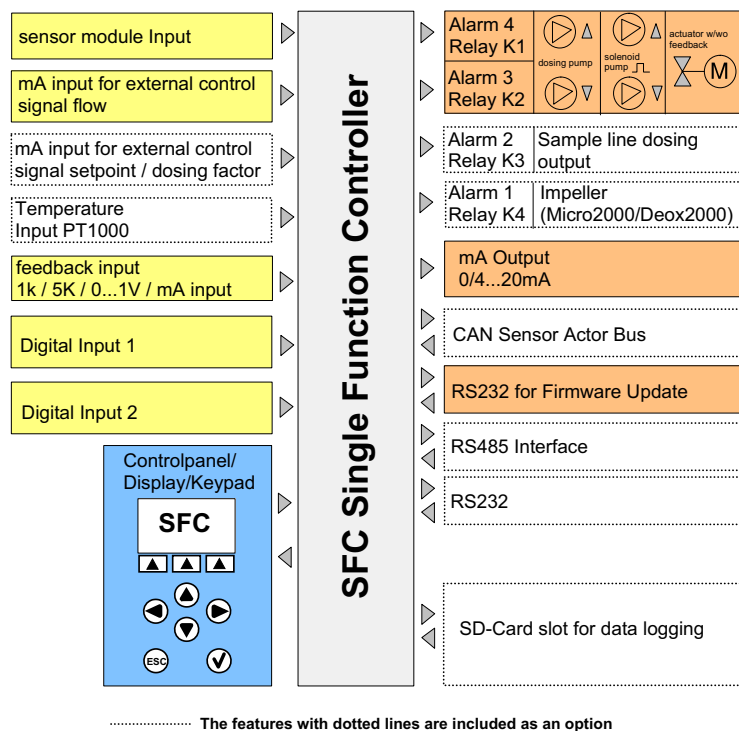 sensor module Input
mA input for external control
signal flow
mA input for external control
signal setpoint / dosing factor
Temperature
Input PT1000
feedback input
1k / 5K / 0...1V / mA input
Digital Input 1
Digital Input 2
Controlpanel/
Display/Keypad
SFC
ESC
SFC Single Function Controller
Alarm 4
Relay K1
Alarm 3
Relay K2
dosing pump
solenoid
pump
actuator w/wo
feedback
M
Alarm 2
Relay K3
Sample line dosing
output
Alarm 1
Relay K4
Impeller
(Micro2000/Deox2000)
mA Output
0/4...20mA
CAN Sensor Actor Bus
RS232 for Firmware Update
RS485 Interface
RS232
SD-Card slot for data logging
The features with dotted lines are included as an option